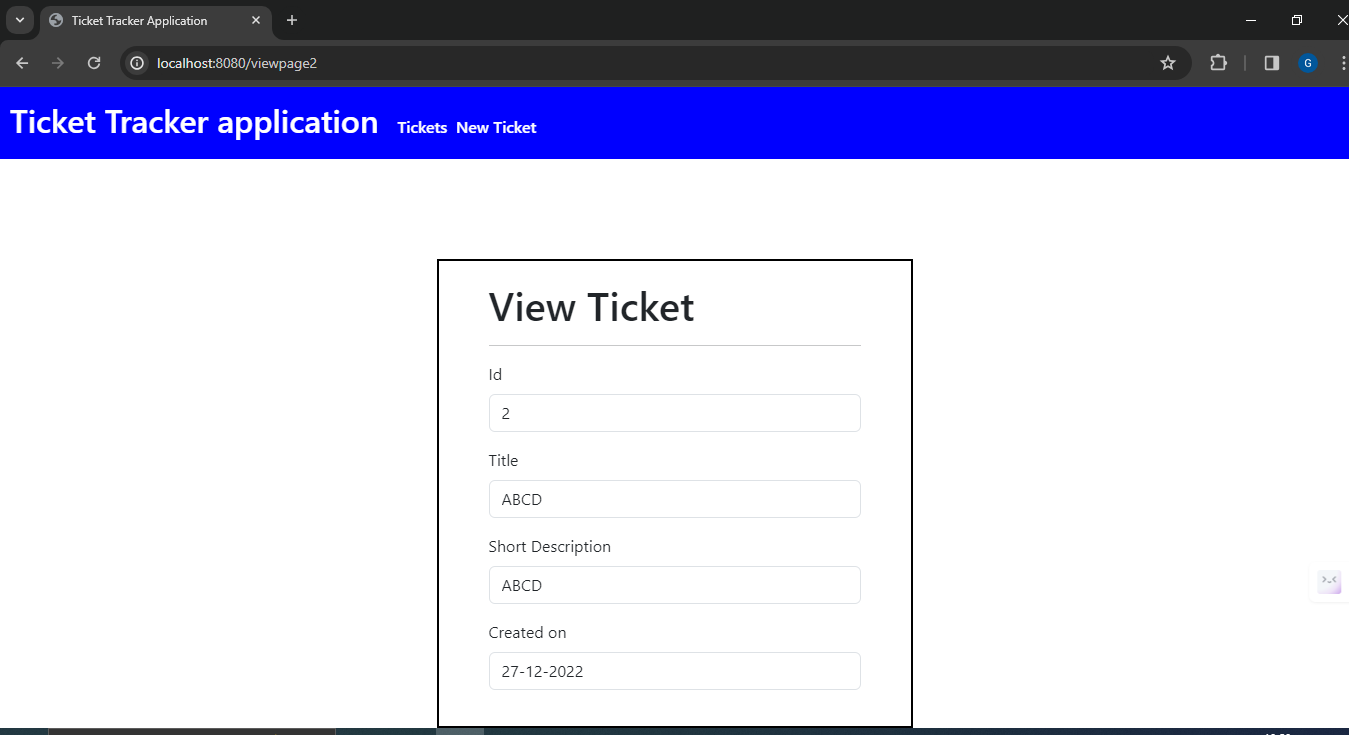 Ticket Tracker Application
localhost:8080/viewpage2
G
Ticket Tracker application Tickets New Ticket
View Ticket
Id
2
Title
ABCD
Short Description
ABCD
Created on
27-12-2022